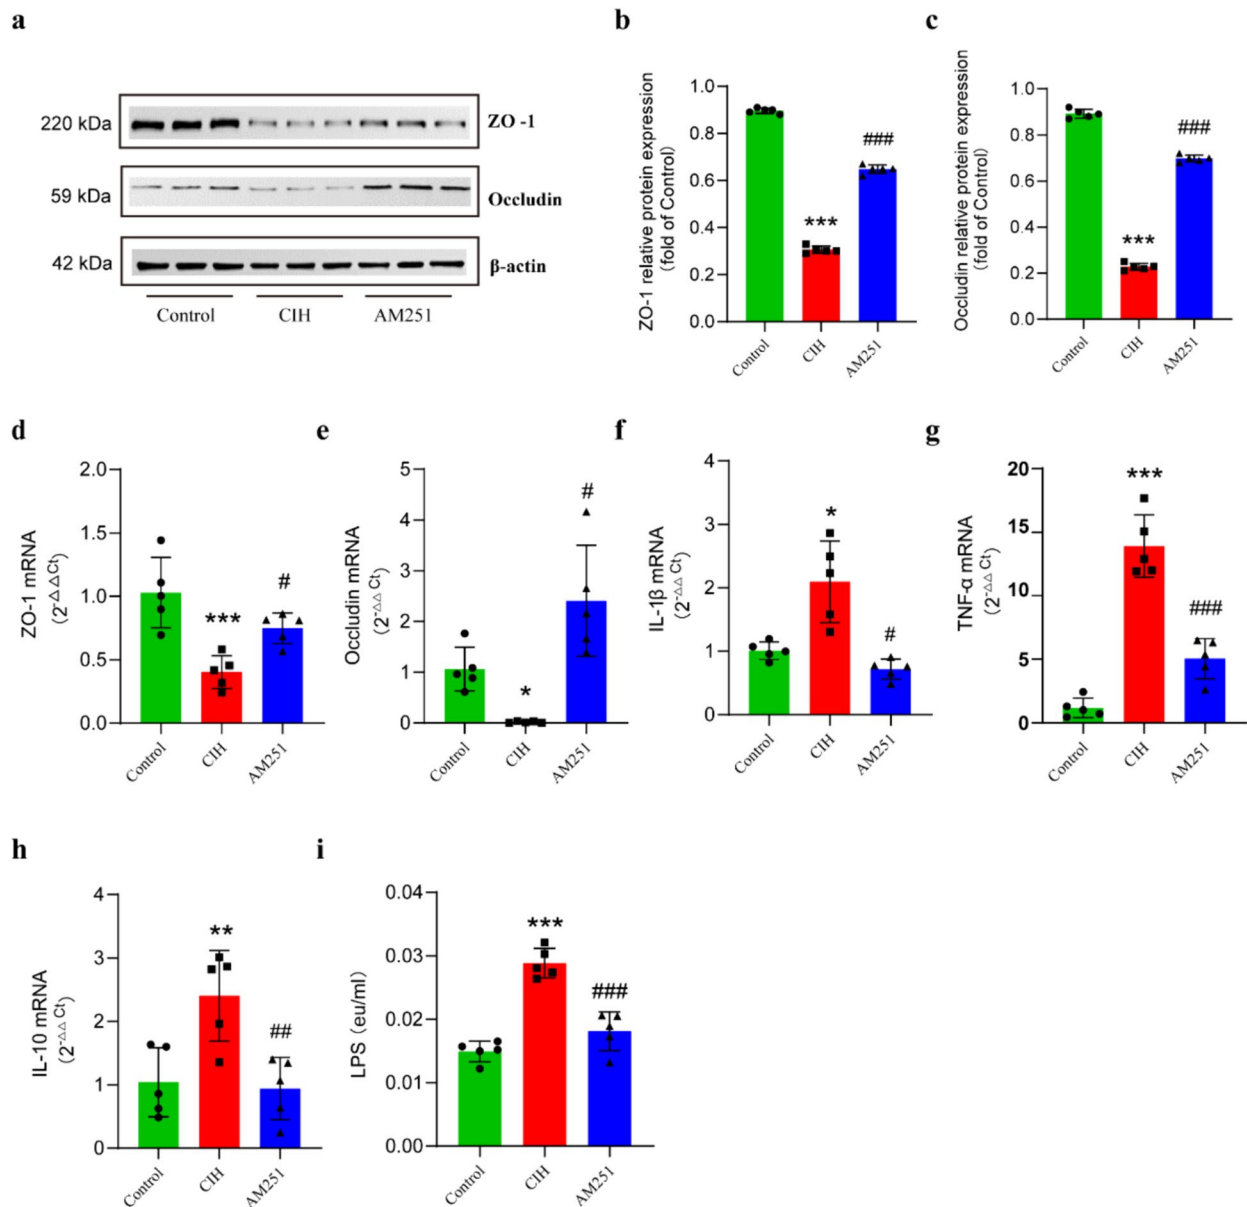 a
220 kDa
ZO -1
59 kDa
Occludin
42 kDa
β-actin
Control CIH AM251
b
ZO-1 relative protein expression
(fold of Control)
1.0
0.8
0.6
0.4
0.2
0.0
***
###
Control CIH AM251
c
Occludin relative protein expression
(fold of Control)
1.0
0.8
0.6
0.4
0.2
0.0
***
###
Control CIH AM251
d
ZO-1 mRNA
(2-△△Ct)
2.0
1.5
1.0
0.5
0.0
***
#
Control CIH AM251
e
Occludin mRNA
(2-△△ Ct)
5
4
3
2
1
0
*
#
Control CIH AM251
f
IL-1β mRNA
(2-△△ Ct)
4
3
2
1
0
*
#
Control CIH AM251
g
TNF-α mRNA
(2-△△ Ct)
20
15
10
5
0
***
###
Control CIH AM251
h
IL-10 mRNA
(2-△△ Ct)
4
3
2
1
0
**
##
Control CIH AM251
i
LPS (eu/ml)
0.04
0.03
0.02
0.01
0.00
***
###
Control CIH AM251